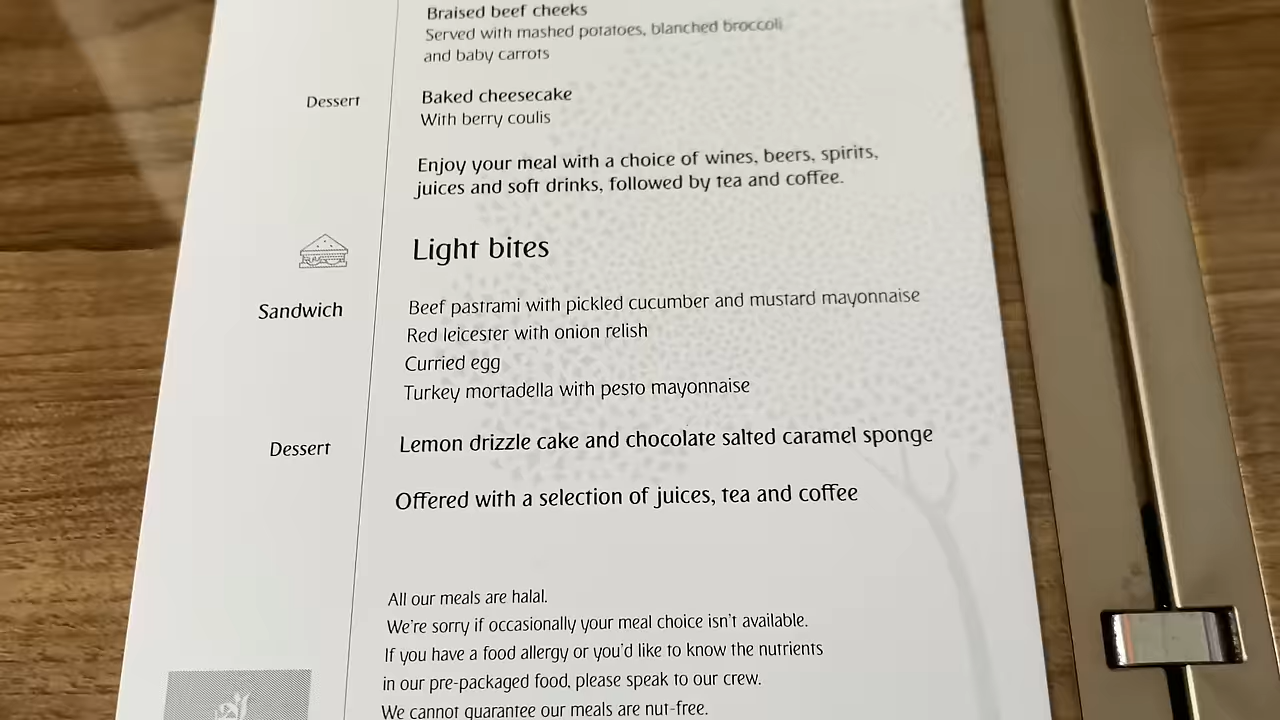 Braised beef cheeks
Served with mashed potatoes, blanched broccoli
and baby carrots
Dessert
Baked cheesecake
With berry coulis
Enjoy your meal with a choice of wines, beers, spirits,
juices and soft drinks, followed by tea and coffee.
Light bites
Sandwich
Beef pastrami with pickled cucumber and mustard mayonnaise
Red leicester with onion relish
Curried egg
Turkey mortadella with pesto mayonnaise
Dessert
Lemon drizzle cake and chocolate salted caramel sponge
Offered with a selection of juices, tea and coffee
All our meals are halal.
We're sorry if occasionally your meal choice isn't available.
If you have a food allergy or you'd like to know the nutrients
in our pre-packaged food, please speak to our crew.
We cannot guarantee our meals are nut-free.